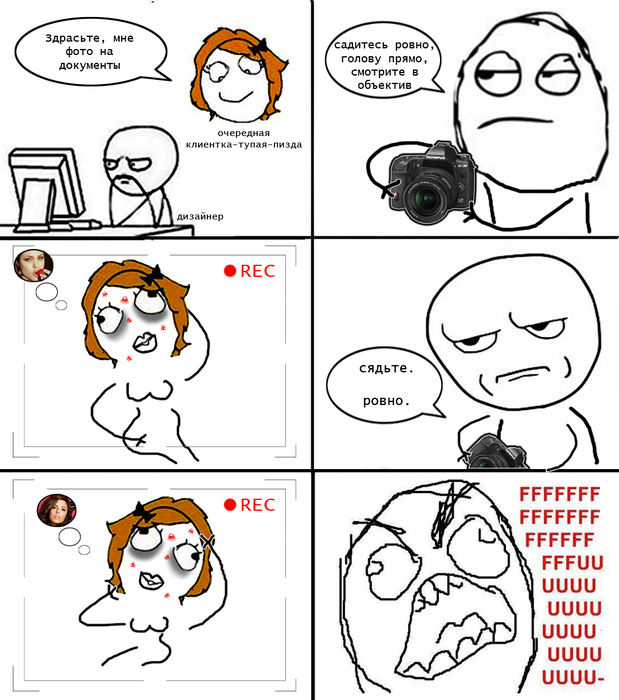 Здрасьте, мне
фото на
документы
очередная
клиентка-тупая-пизда
дизайнер
садитесь ровно,
голову прямо,
смотрите в
объектив
OLYMPUS
REC
сядьте.
ровно.
REC
FFFFFFF
FFFFFFF
FFFFFF
FFFUU
UUUU
UUUU
UUUU
UUUU
UUUU-